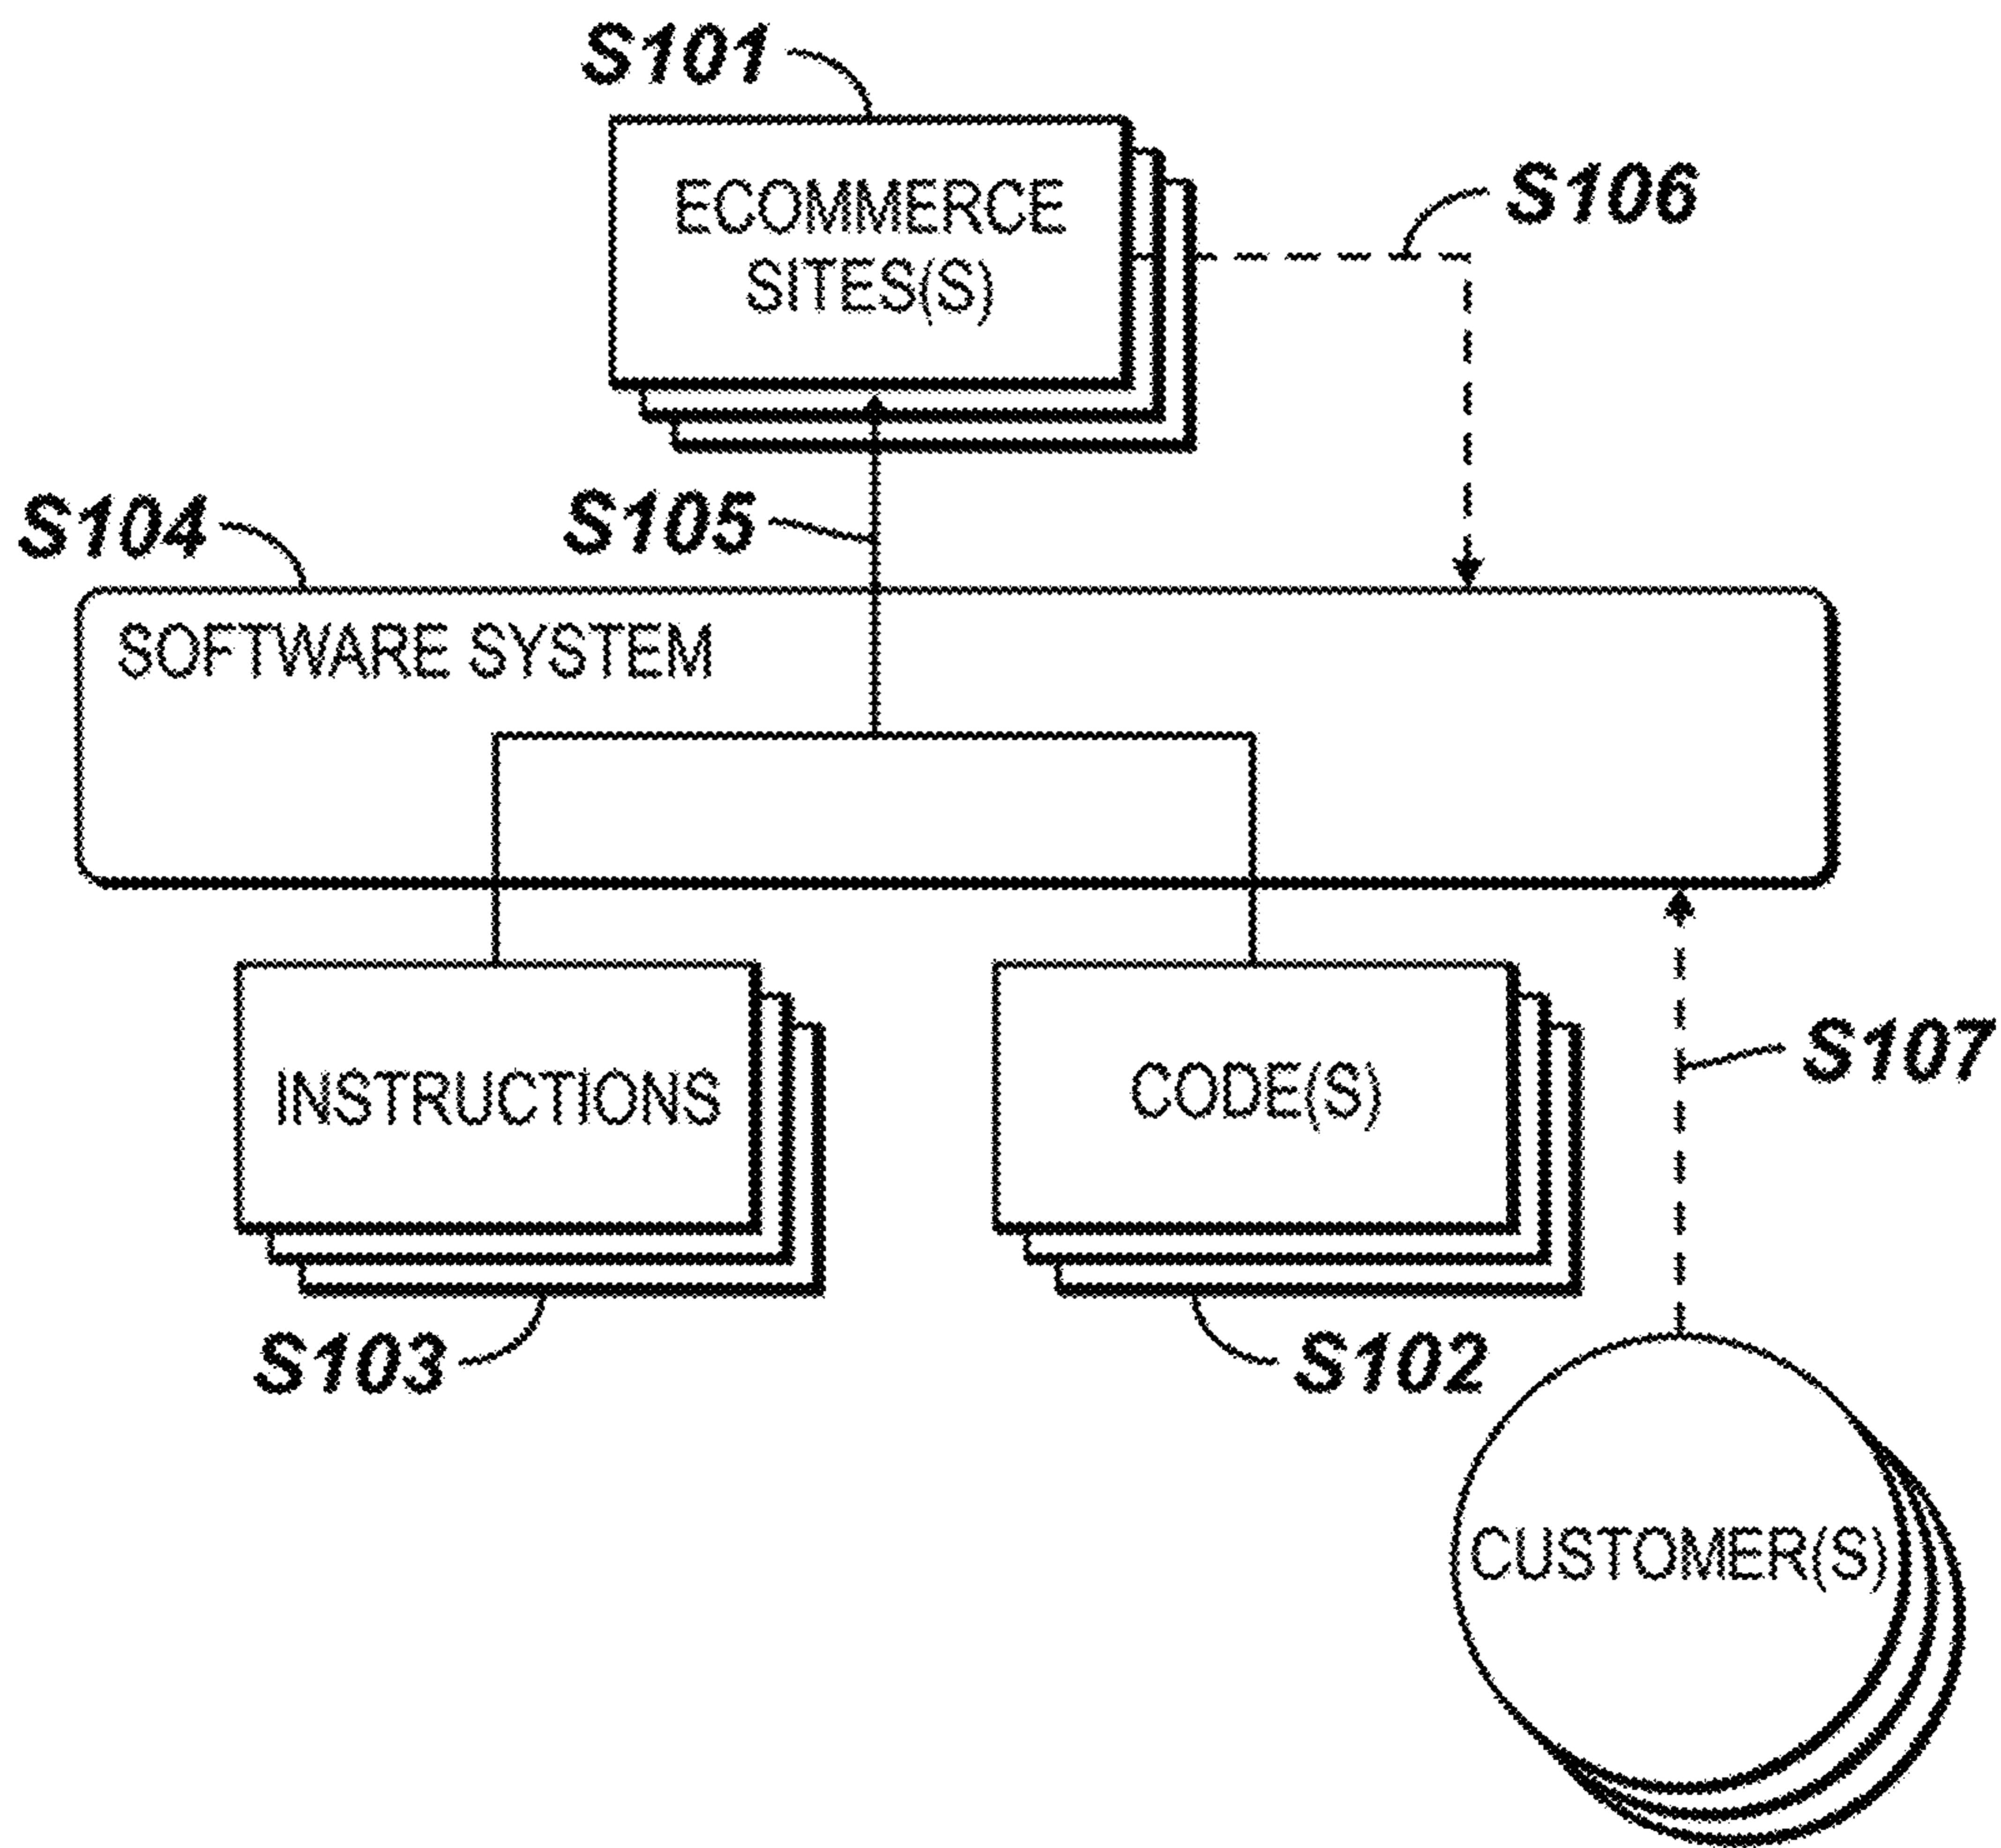 S101
ECOMMERCE
SITES(S)
S106
S104
S105
SOFTWARE SYSTEM
INSTRUCTIONS
CODE(S)
S107
S103
S102
CUSTOMER(S)